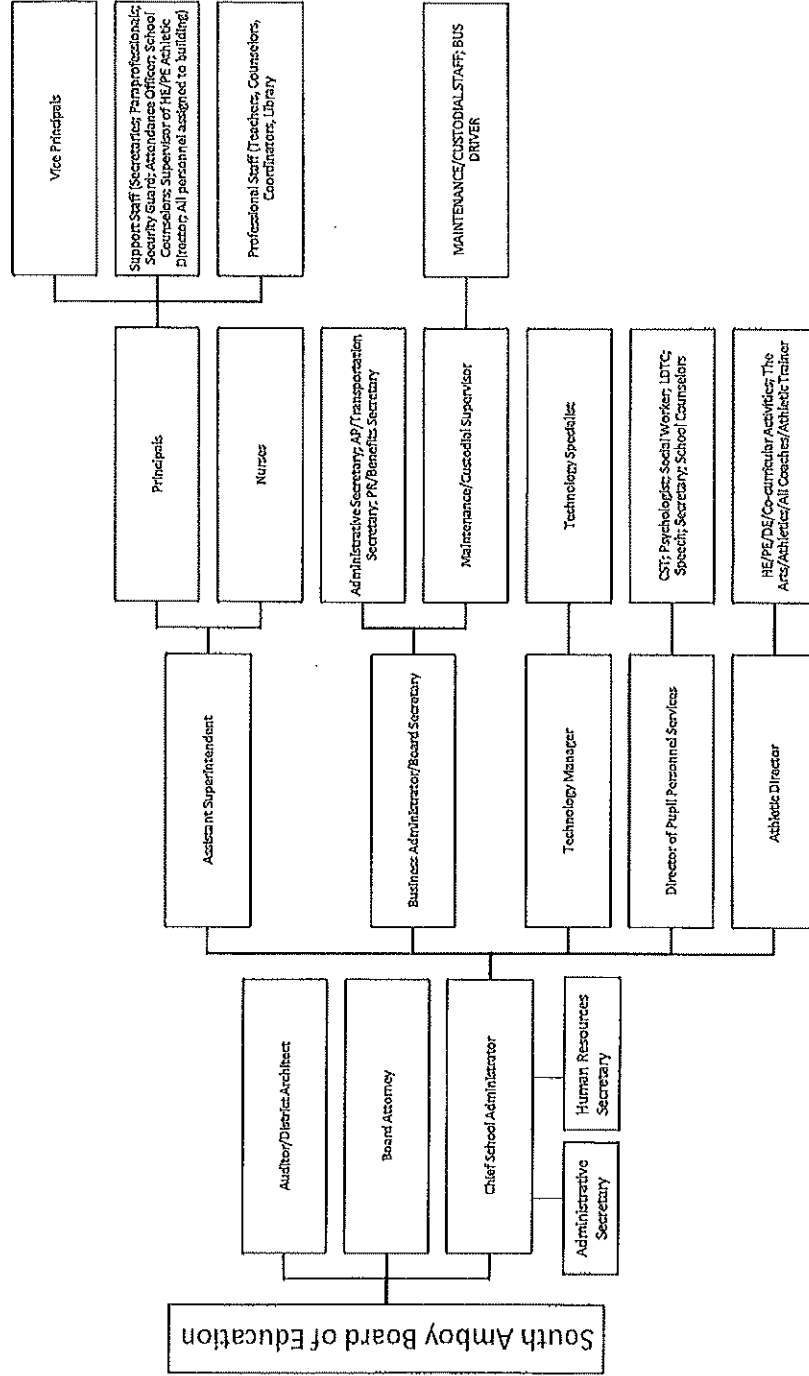 South Amboy Board of Education
Auditor/District Architect
Board Attorney
Chief School Administrator
Administrative
Secretary
Human Resources
Secretary
Assistant Superintendent
Business Administrator/Board Secretary
Technology Manager
Director of Pupil Personnel Services
Athletic Director
Principals
Nurses
Administrative Secretary; AP/Transportation
Secretary; PR/Benefits Secretary
Maintenance/Custodial Supervisor
Technology Specialist
CST; Psychologist; Social Worker; LDTC;
Speech; Secretary; School Counselors
HE/PE/DE/Co-curricular Activities; The
Arts/Athletics/All Coaches/Athletic Trainer
Vice Principals
Support Staff (Secretaries; Paraprofessionals;
Security Guard; Attendance Officer; School
Counselors; Supervisor of HE/PE Athletic
Director; All personnel assigned to building)
Professional Staff (Teachers, Counselors,
Coordinators, Library
MAINTENANCE/CUSTODIAL STAFF; BUS
DRIVER